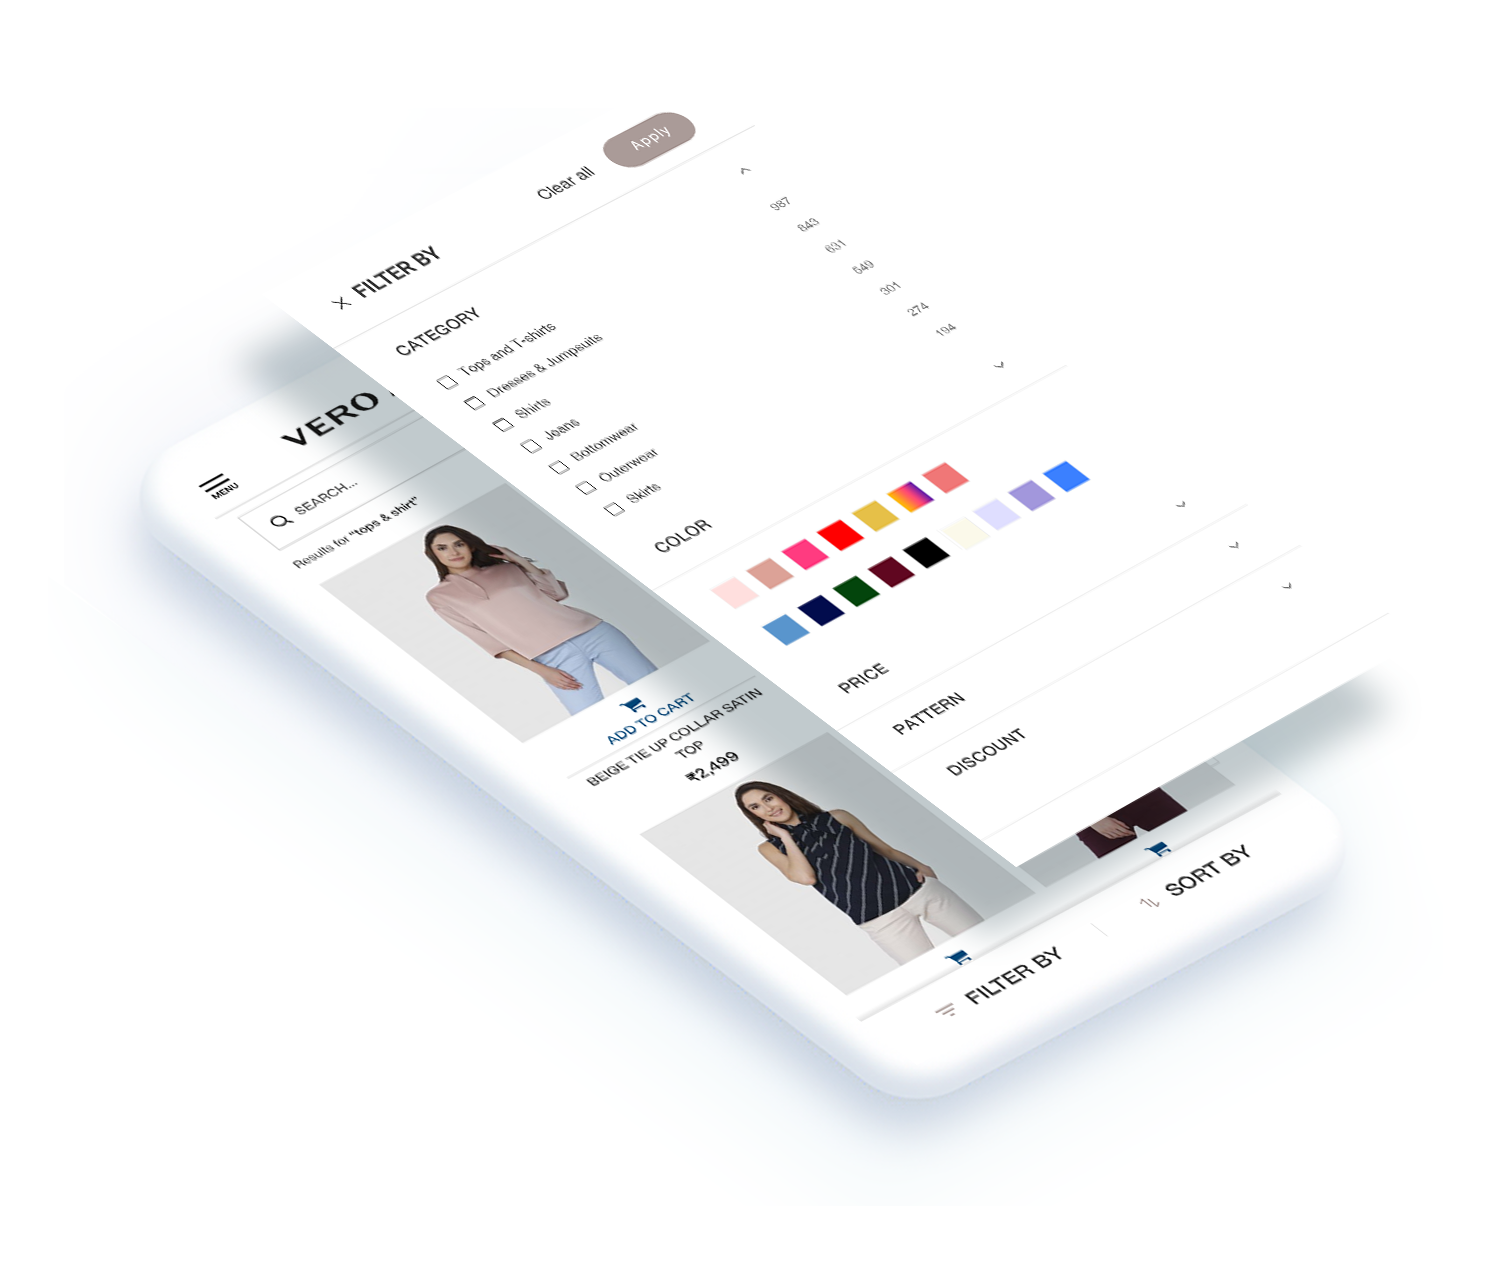 Apply
Clear all
FILTER BY
CATEGORY
Tops and T-shirts 987
Dresses & Jumpsuits 843
Shirts 631
Jeans 549
Bottomwear 301
Outerwear 274
Skirts 194
COLOR
PRICE
PATTERN
DISCOUNT
VERO
MENU
SEARCH...
Results for "tops & shirt"
ADD TO CART
BEIGE TIE UP COLLAR SATIN
TOP
₹2,499
FILTER BY
SORT BY